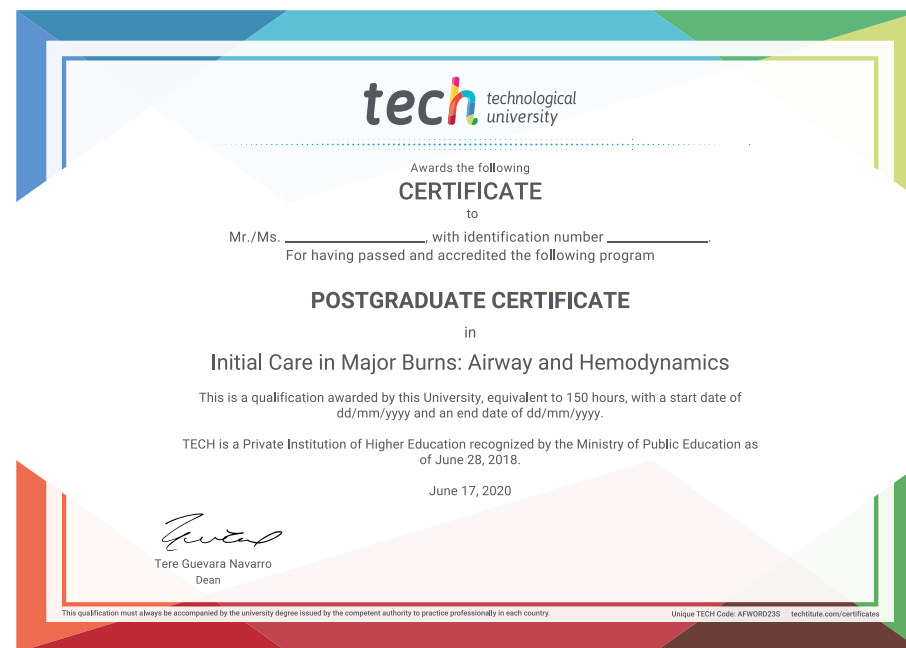 tech technological
university
Awards the following
CERTIFICATE
to
Mr./Ms. ____________________, with identification number ______________.
For having passed and accredited the following program
POSTGRADUATE CERTIFICATE
in
Initial Care in Major Burns: Airway and Hemodynamics
This is a qualification awarded by this University, equivalent to 150 hours, with a start date of
dd/mm/yyyy and an end date of dd/mm/yyyy.
TECH is a Private Institution of Higher Education recognized by the Ministry of Public Education as
of June 28, 2018.
June 17, 2020
Tere Guevara Navarro
Dean
This qualification must always be accompanied by the university degree issued by the competent authority to practice professionally in each country.
Unique TECH Code: AFWORD23S techtitute.com/certificates